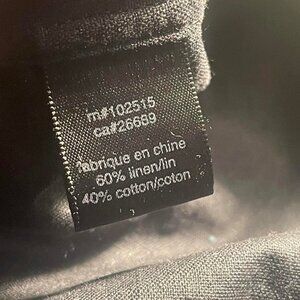 rn#102515
ca#26689
fabrique en chine
60% linen/lin
40% cotton/coton